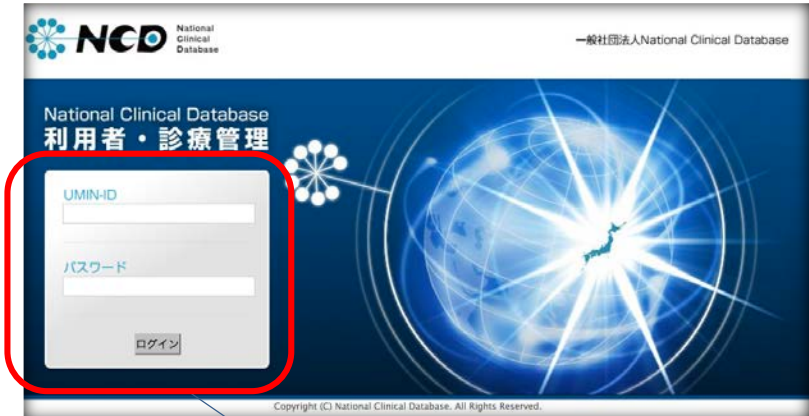 NCD
National
Clinical
Database
一般社団法人National Clinical Database
National Clinical Database
利用者・診療管理
UMIN-ID
パスワード
ログイン
Copyright (C) National Clinical Database. All Rights Reserved.